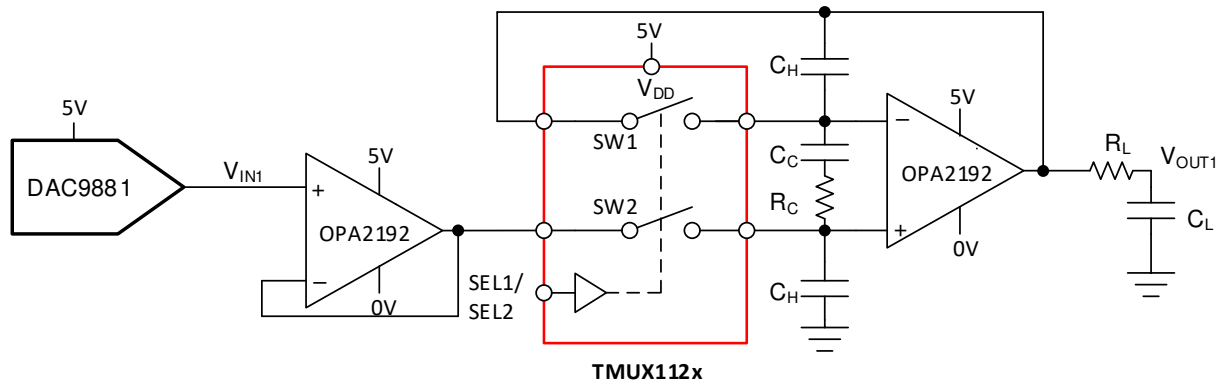 5V
DAC9881
V_IN1
+
5V
OPA2192
−
0V
5V
V_DD
SW1
SW2
SEL1/
SEL2
TMUX112x
C_H
C_C
R_C
C_H
−
5V
OPA2192
+
0V
R_L
V_OUT1
C_L